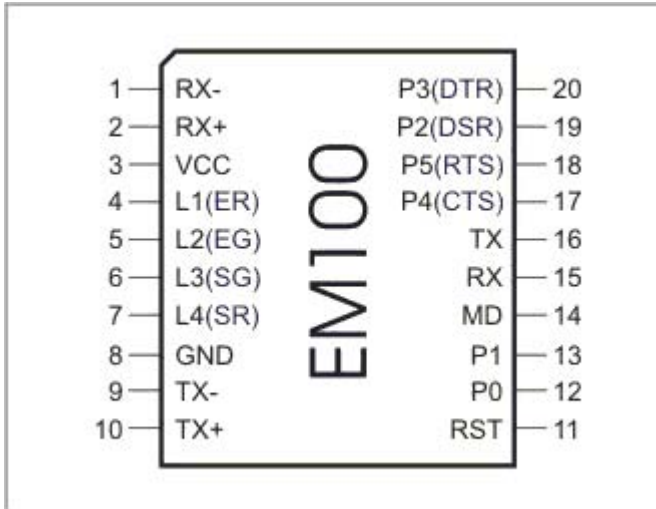 1 RX- P3(DTR) 20
2 RX+ P2(DSR) 19
3 VCC P5(RTS) 18
4 L1(ER) P4(CTS) 17
5 L2(EG) TX 16
6 L3(SG) RX 15
7 L4(SR) MD 14
8 GND P1 13
9 TX- P0 12
10 TX+ RST 11
EM100